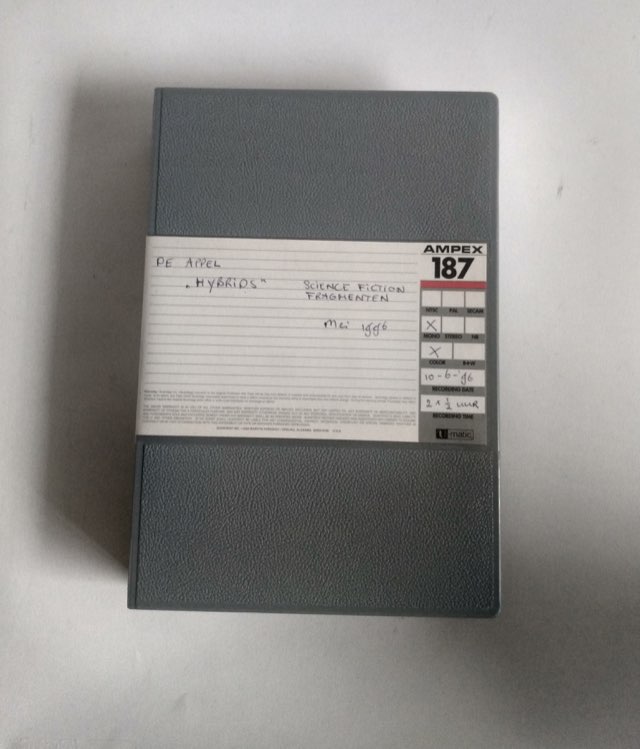 DE APPEL
„HYBRIDS" SCIENCE FICTION
FRAGMENTEN
Mei 1996
AMPEX
187
NTSC PAL SECAM
X
MONO STEREO NR
X
COLOR B+W
10-6-'96
RECORDING DATE
2 x ½ UUR
RECORDING TIME
U-matic